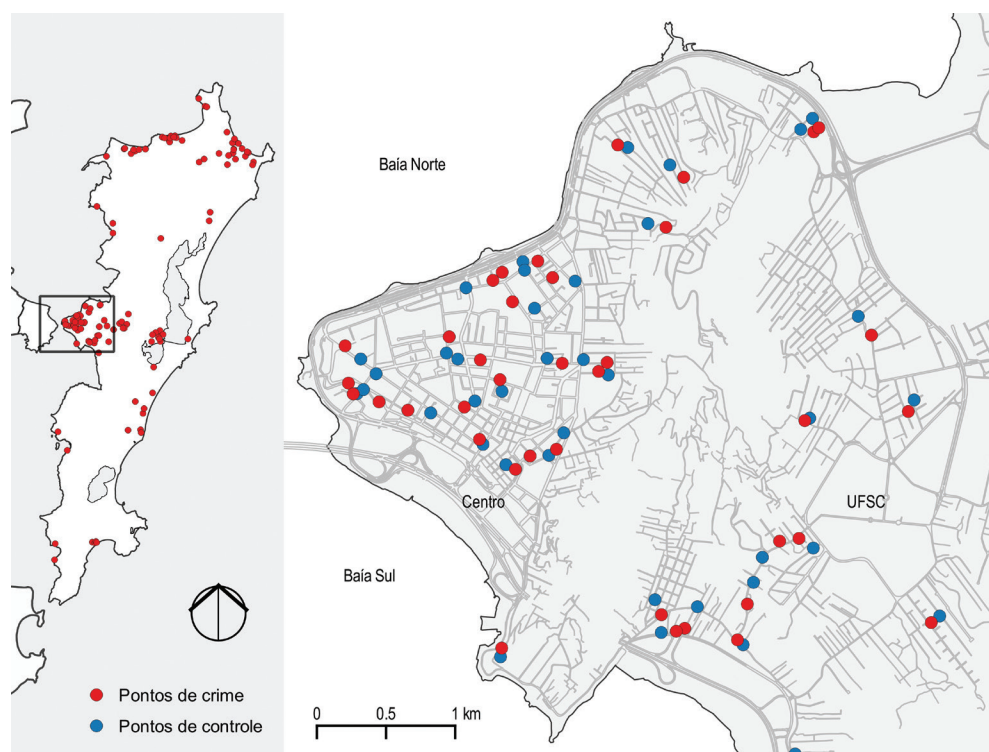 Baía Norte
Centro
UFSC
Baía Sul
Pontos de crime
Pontos de controle
0 0.5 1 km